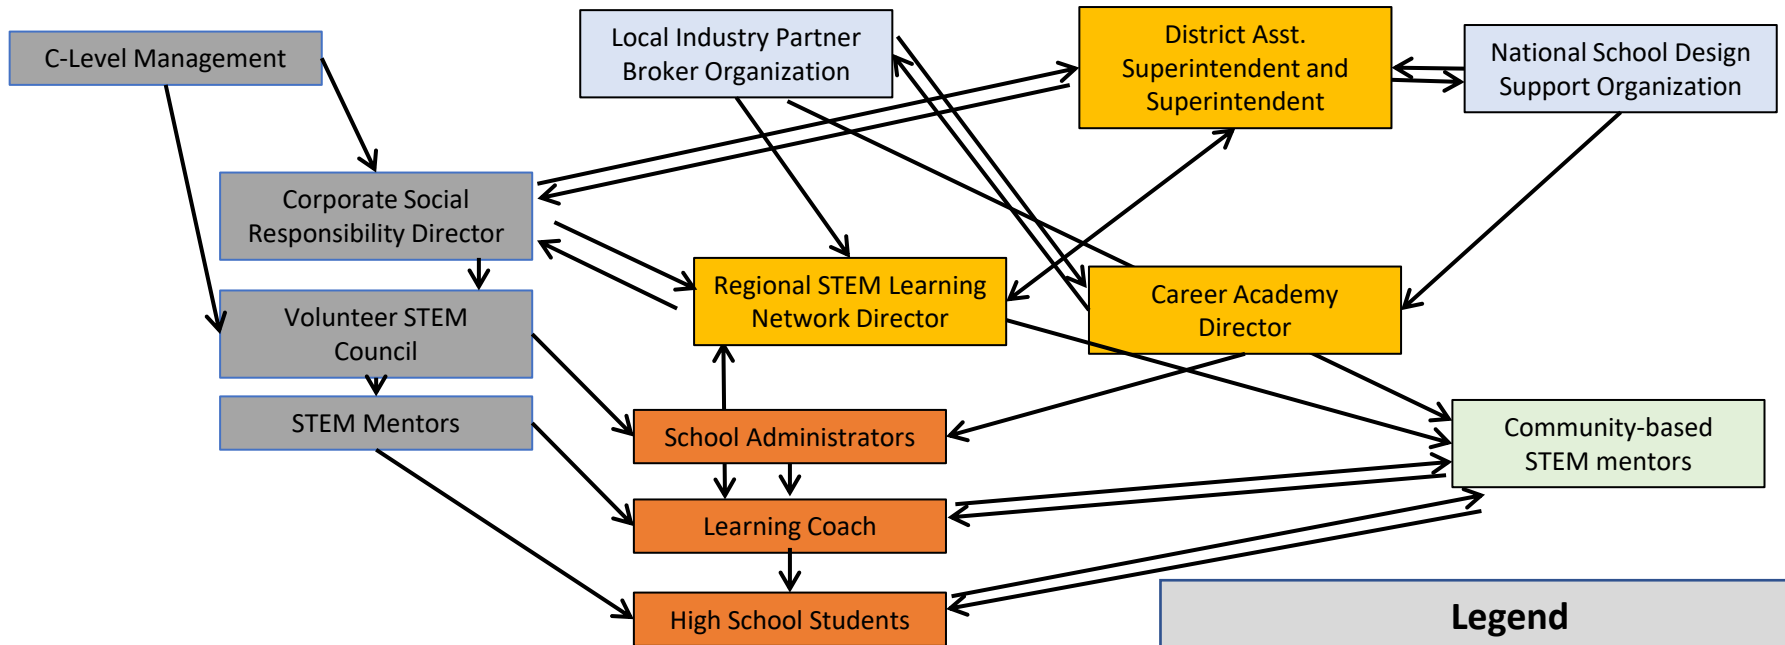 C-Level Management
Local Industry Partner
Broker Organization
District Asst.
Superintendent and
Superintendent
National School Design
Support Organization
Corporate Social
Responsibility Director
Regional STEM Learning
Network Director
Career Academy
Director
Volunteer STEM
Council
STEM Mentors
School Administrators
Community-based
STEM mentors
Learning Coach
High School Students
Legend